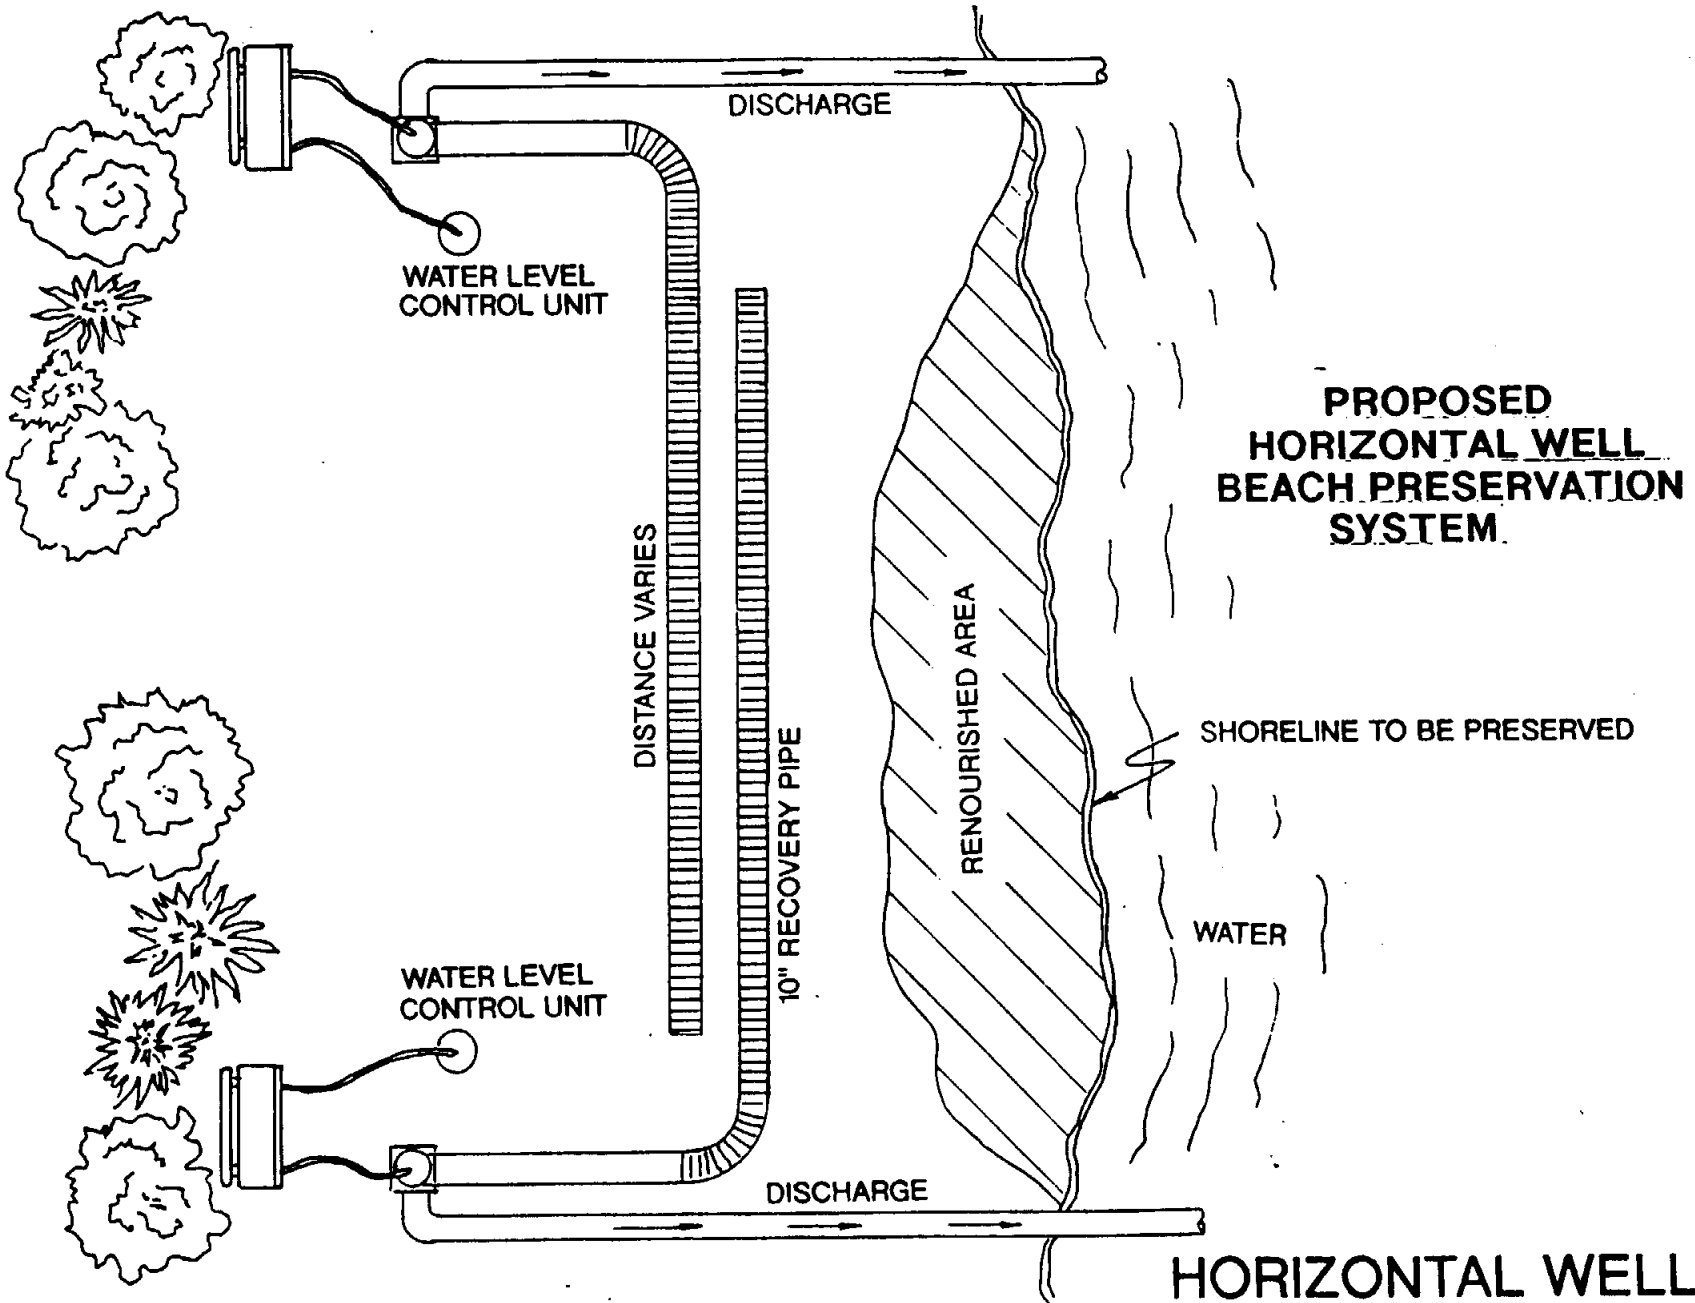 DISCHARGE
WATER LEVEL
CONTROL UNIT
PROPOSED
HORIZONTAL WELL
BEACH PRESERVATION
SYSTEM
DISTANCE VARIES
10" RECOVERY PIPE
RENOURISHED AREA
SHORELINE TO BE PRESERVED
WATER
WATER LEVEL
CONTROL UNIT
DISCHARGE
HORIZONTAL WELL